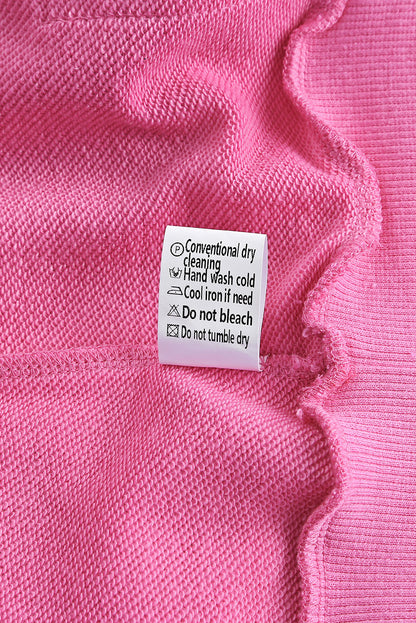 Ⓟ Conventional dry
cleaning
Hand wash cold
Cool iron if need
Do not bleach
Do not tumble dry